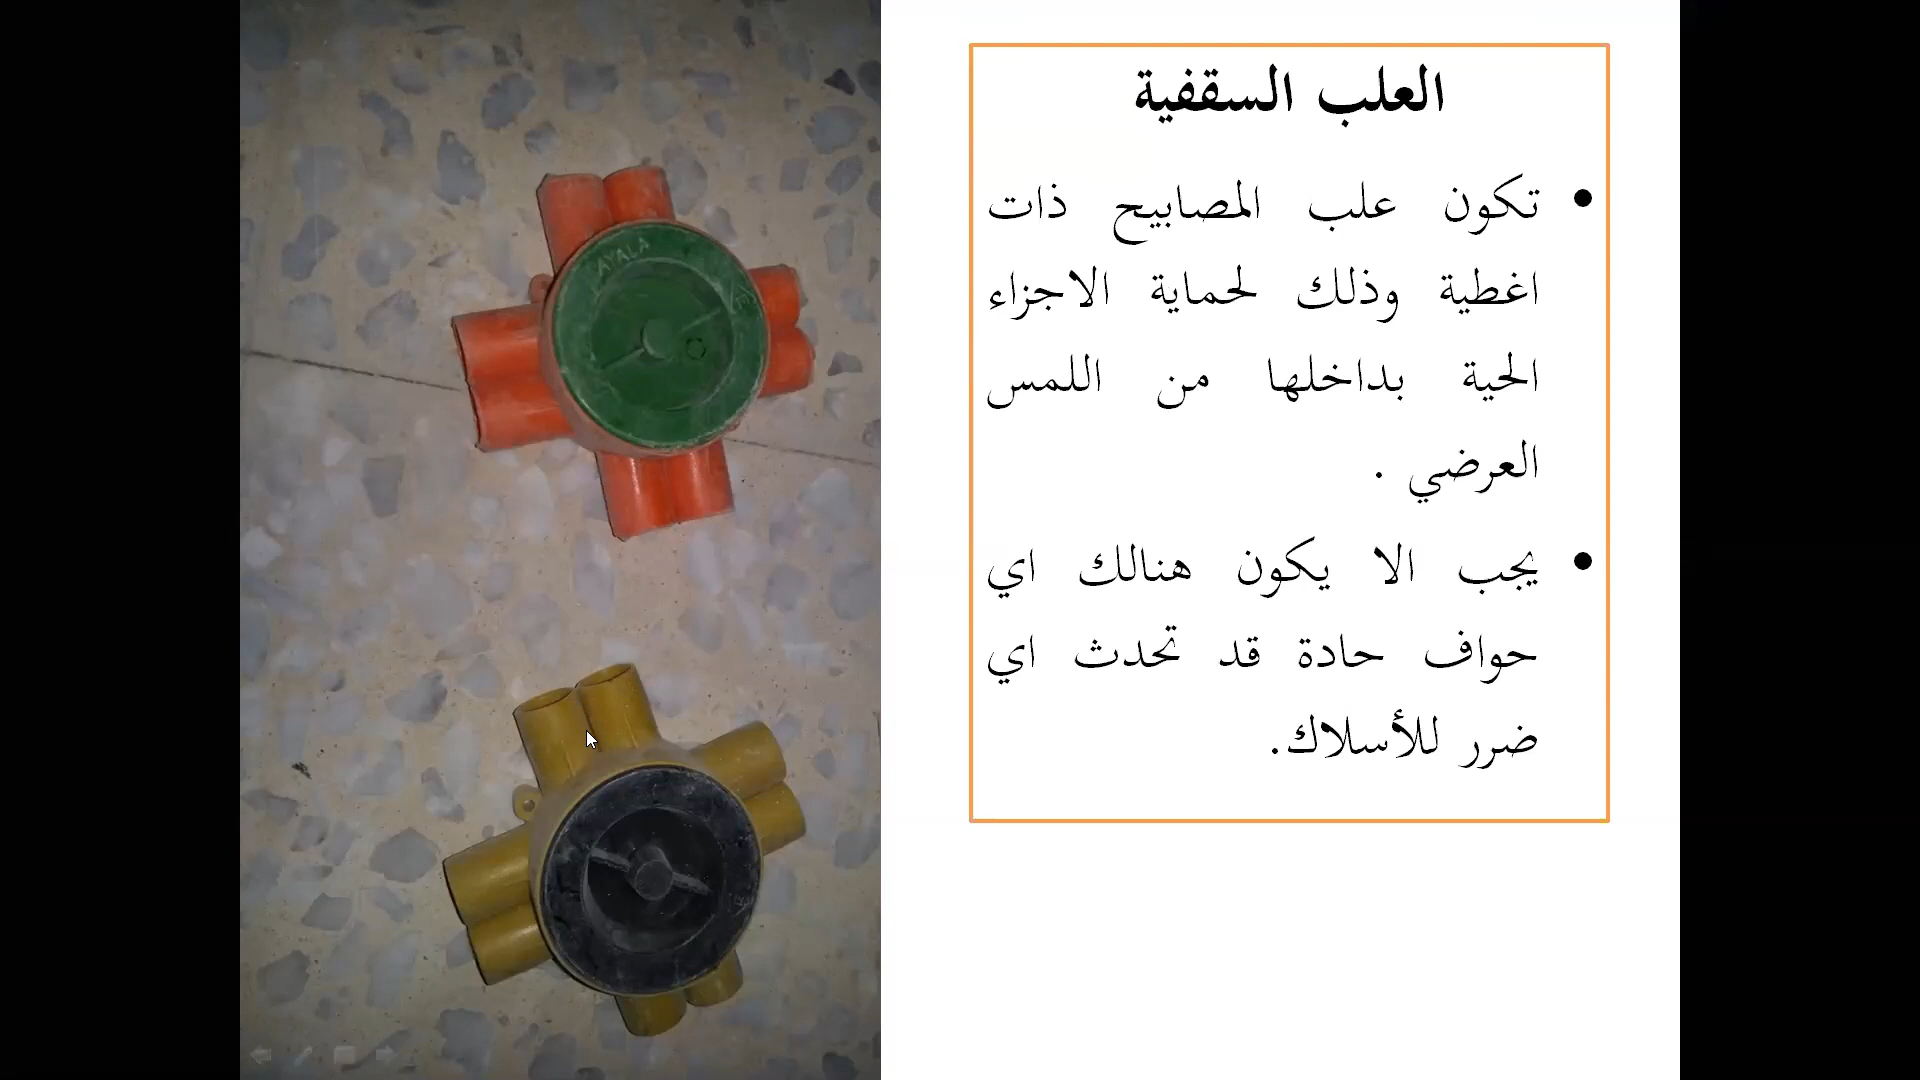 العلب السقفية
• تكون علب المصابيح ذات
اغطية وذلك لحماية الاجزاء
الحية بداخلها من اللمس
العرضي .
• يجب الا يكون هنالك اي
حواف حادة قد تحدث اي
ضرر للأسلاك.
AYALA